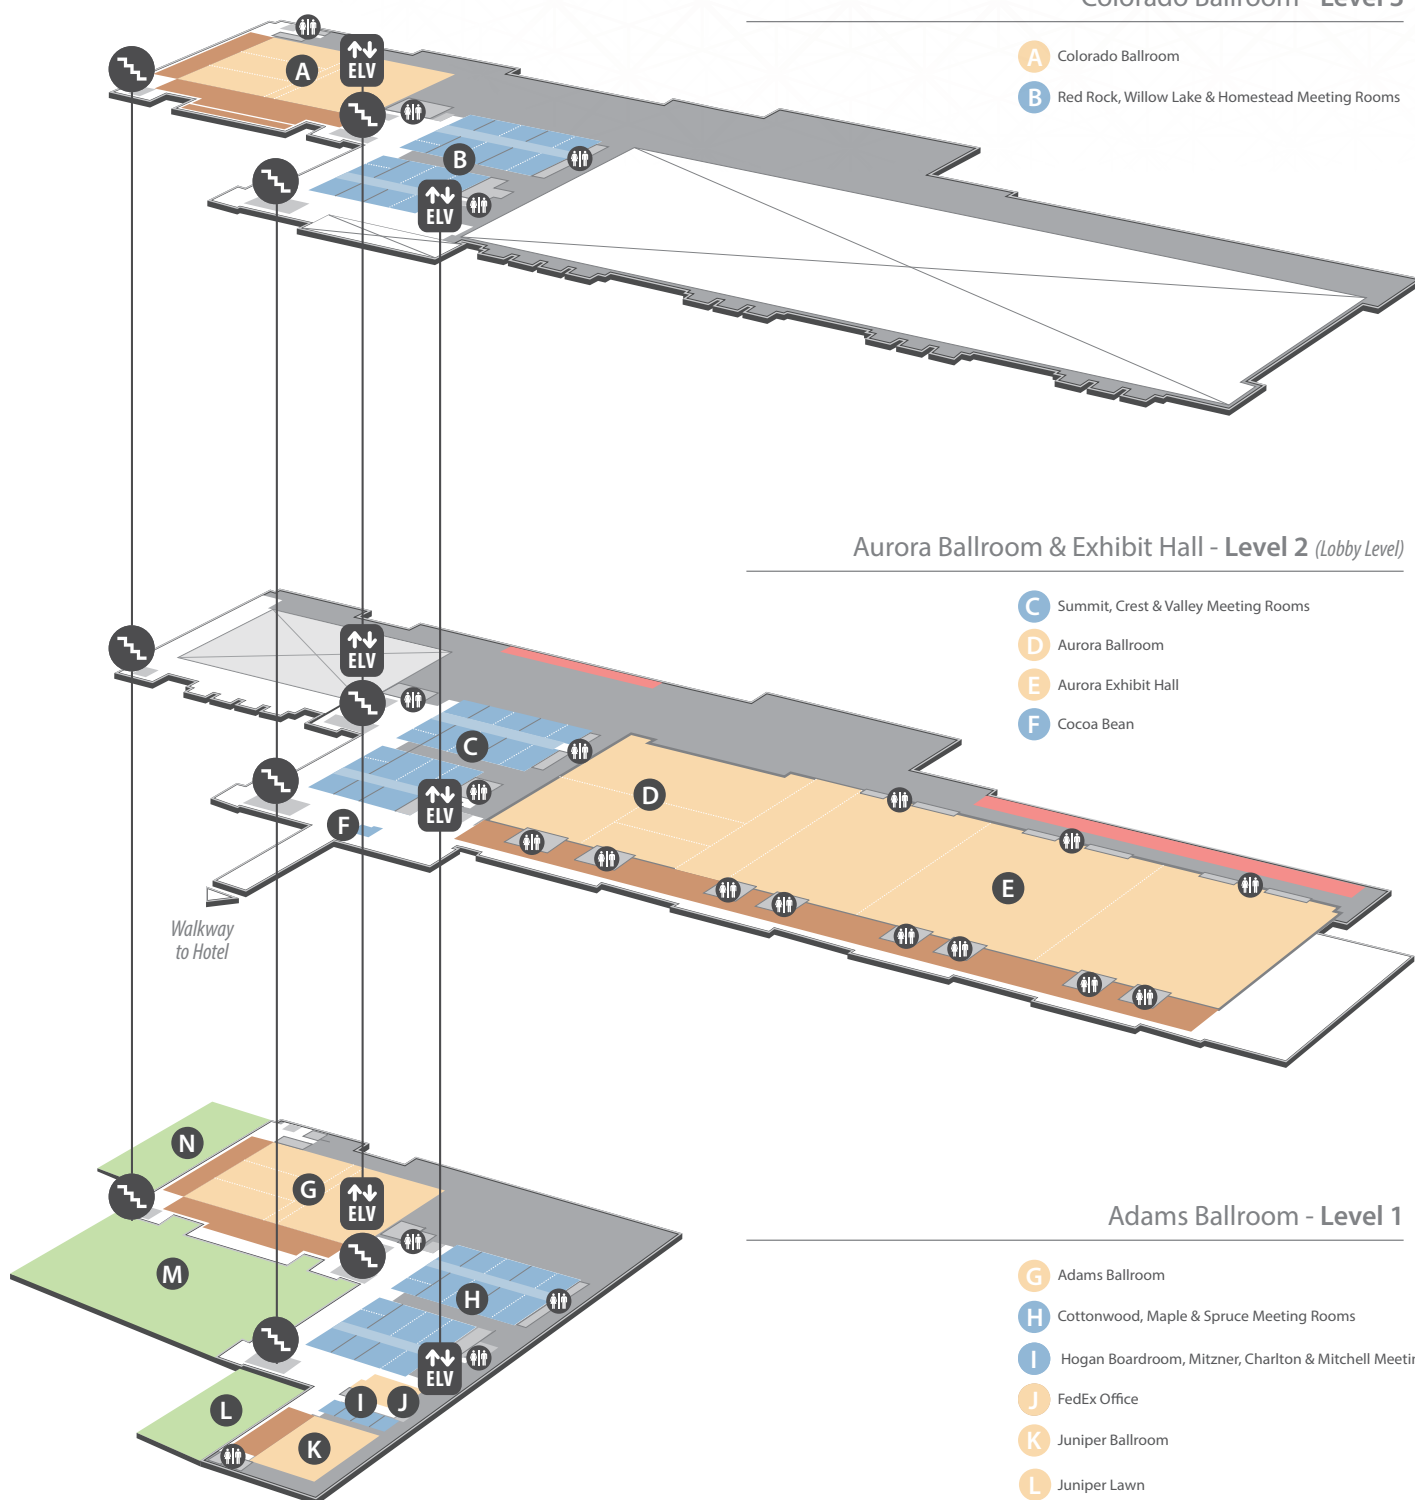 Colorado Ballroom - Level 3
A Colorado Ballroom
B Red Rock, Willow Lake & Homestead Meeting Rooms
A
ELV
B
ELV
Aurora Ballroom & Exhibit Hall - Level 2 (Lobby Level)
C Summit, Crest & Valley Meeting Rooms
D Aurora Ballroom
E Aurora Exhibit Hall
F Cocoa Bean
ELV
C
D
ELV
F
E
Walkway
to Hotel
Adams Ballroom - Level 1
G Adams Ballroom
H Cottonwood, Maple & Spruce Meeting Rooms
I Hogan Boardroom, Mitzner, Charlton & Mitchell Meetin
J FedEx Office
K Juniper Ballroom
L Juniper Lawn
N
G
ELV
M
H
ELV
I
J
L
K